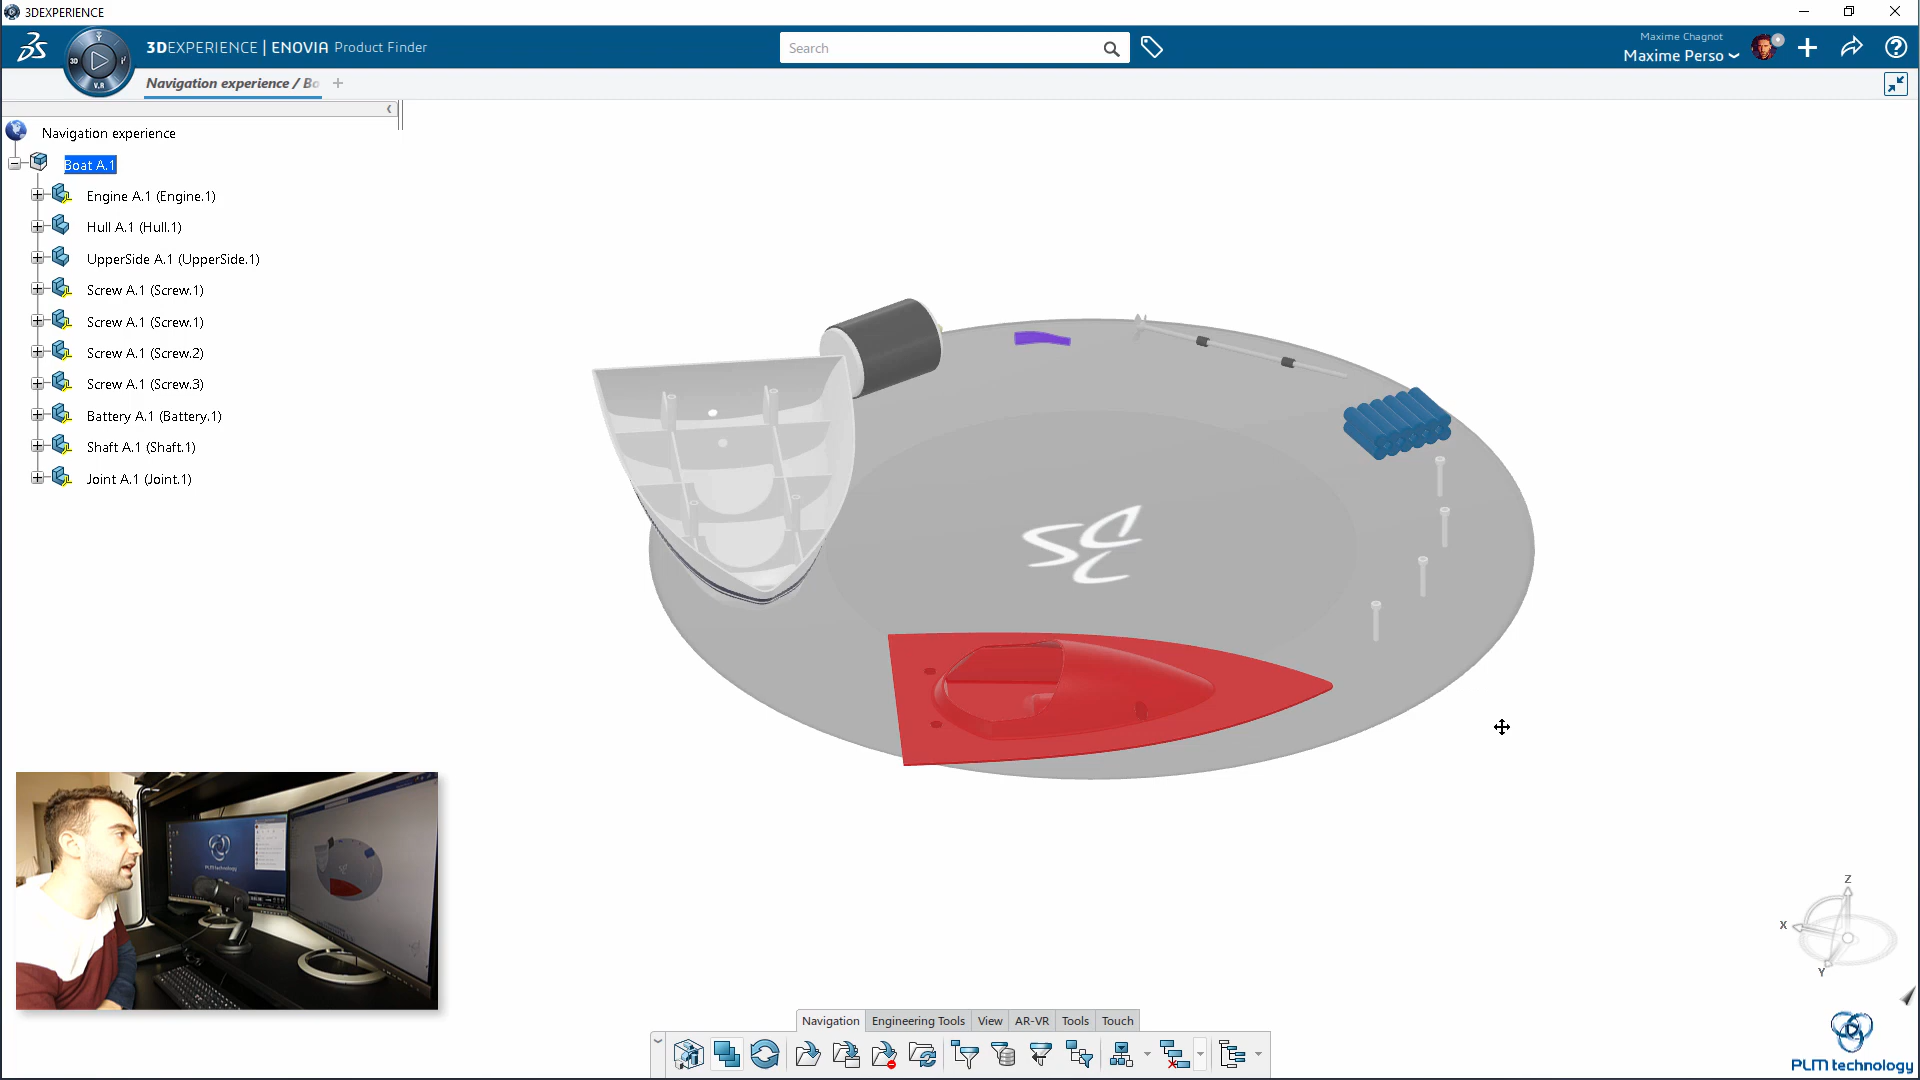 3DEXPERIENCE
3DEXPERIENCE | ENOVIA Product Finder
Search
Maxime Chagnot
Maxime Perso
3D
V.R
Navigation experience / Bo
Navigation experience
Boat A.1
Engine A.1 (Engine.1)
Hull A.1 (Hull.1)
UpperSide A.1 (UpperSide.1)
Screw A.1 (Screw.1)
Screw A.1 (Screw.1)
Screw A.1 (Screw.2)
Screw A.1 (Screw.3)
Battery A.1 (Battery.1)
Shaft A.1 (Shaft.1)
Joint A.1 (Joint.1)
PLM technology
Z
X
Y
Navigation
Engineering Tools
View
AR-VR
Tools
Touch
PLM technology